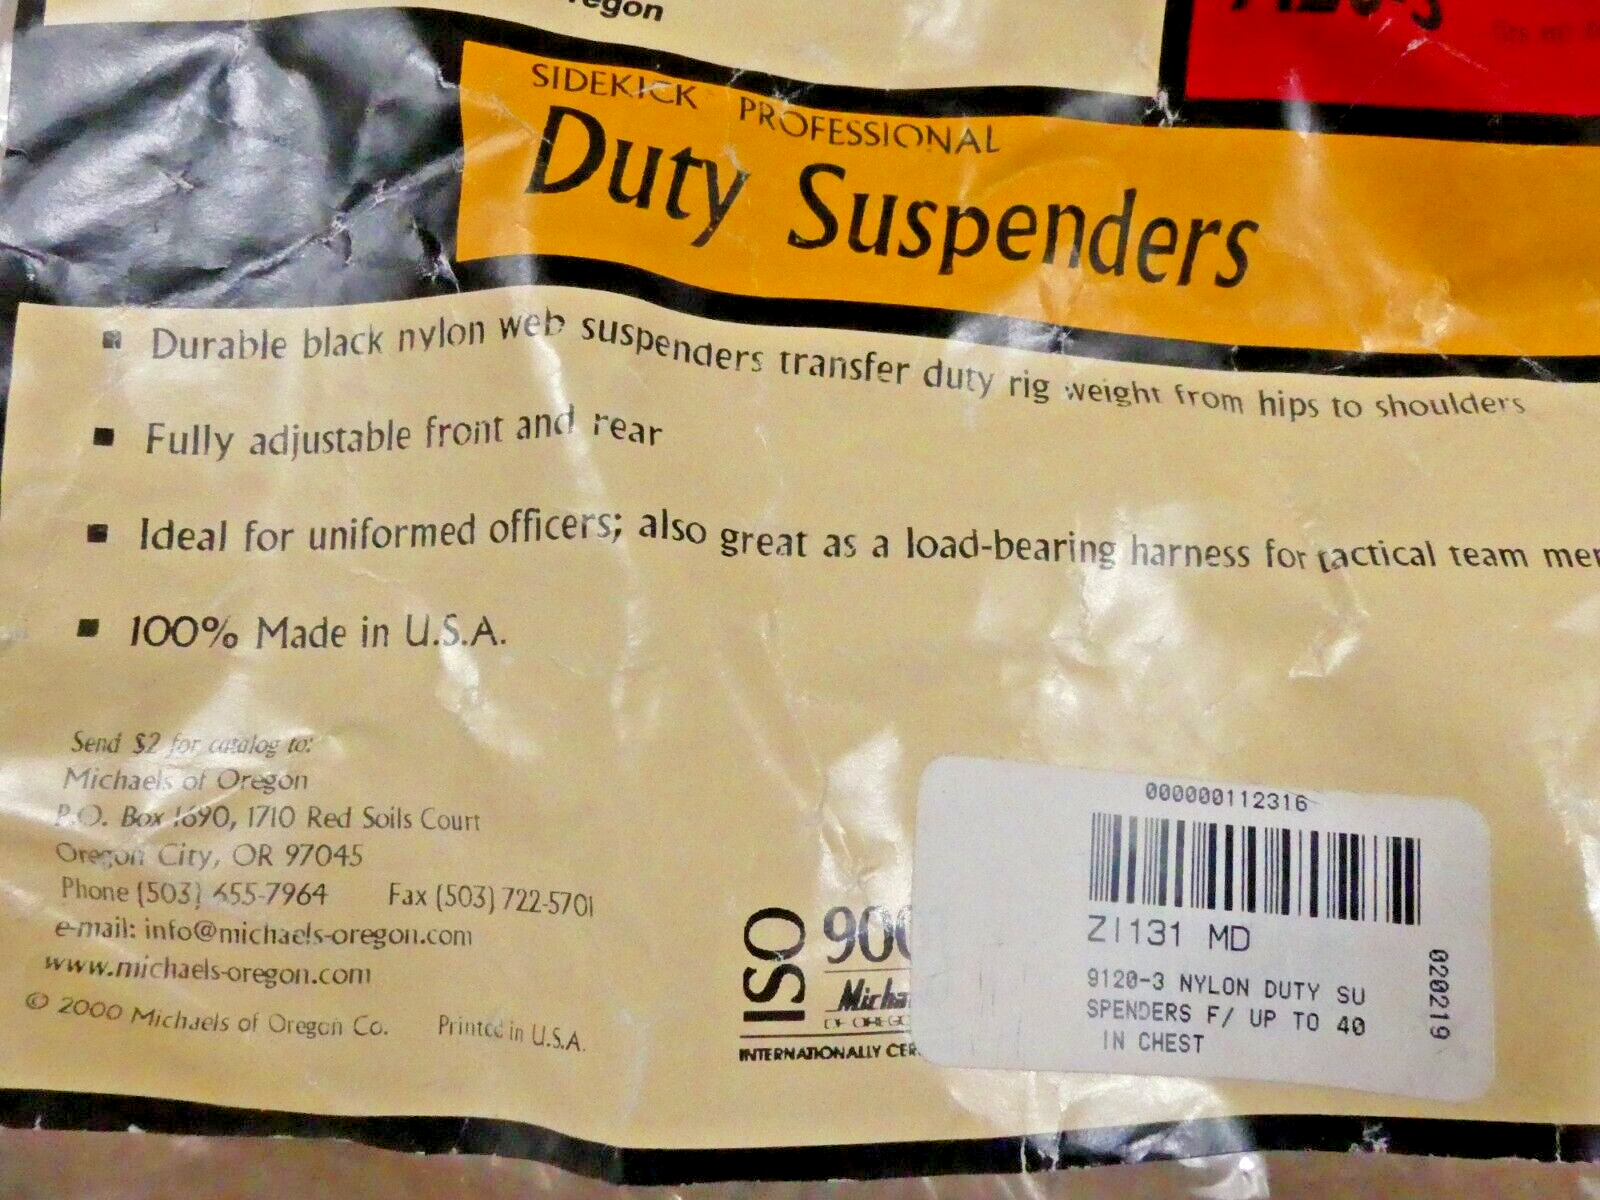 SIDEKICK PROFESSIONAL
Duty Suspenders
▪ Durable black nylon web suspenders transfer duty rig weight from hips to shoulders
▪ Fully adjustable front and rear
▪ Ideal for uniformed officers; also great as a load-bearing harness for tactical team
▪ 100% Made in U.S.A.
Send $2 for catalog to:
Michaels of Oregon
P.O. Box 1690, 1710 Red Soils Court
Oregon City, OR 97045
Phone (503) 655-7964 Fax (503) 722-5701
e-mail: info@michaels-oregon.com
www.michaels-oregon.com
© 2000 Michaels of Oregon Co. Printed in U.S.A.
ISO
INTERNATIONALLY
000000112316
ZI131 MD
9120-3 NYLON DUTY SU
SPENDERS F/ UP TO 40
IN CHEST
020219